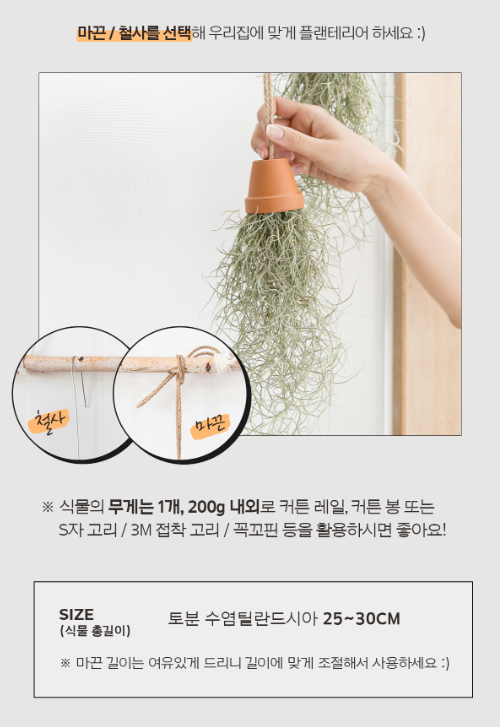 마끈 / 철사를 선택해 우리집에 맞게 플랜테리어 하세요 :)
철사
마끈
※ 식물의 무게는 1개, 200g 내외로 커튼 레일, 커튼 봉 또는
S자 고리 / 3M 접착 고리 / 꼭꼬핀 등을 활용하시면 좋아요!
SIZE
(식물 총길이)
토분 수염틸란드시아 25~30CM
※ 마끈 길이는 여유있게 드리니 길이에 맞게 조절해서 사용하세요 :)